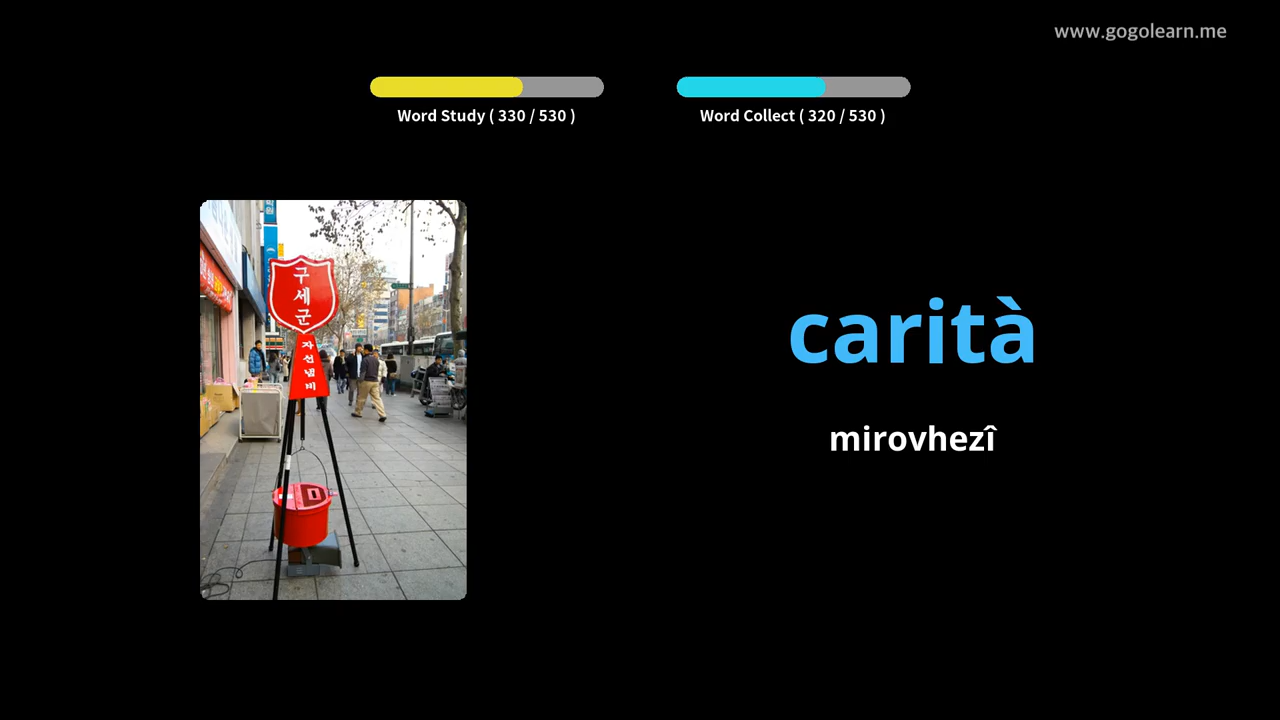 www.gogolearn.me
Word Study ( 330 / 530 )
Word Collect ( 320 / 530 )
구세군
자선냄비
carità
mirovhezî